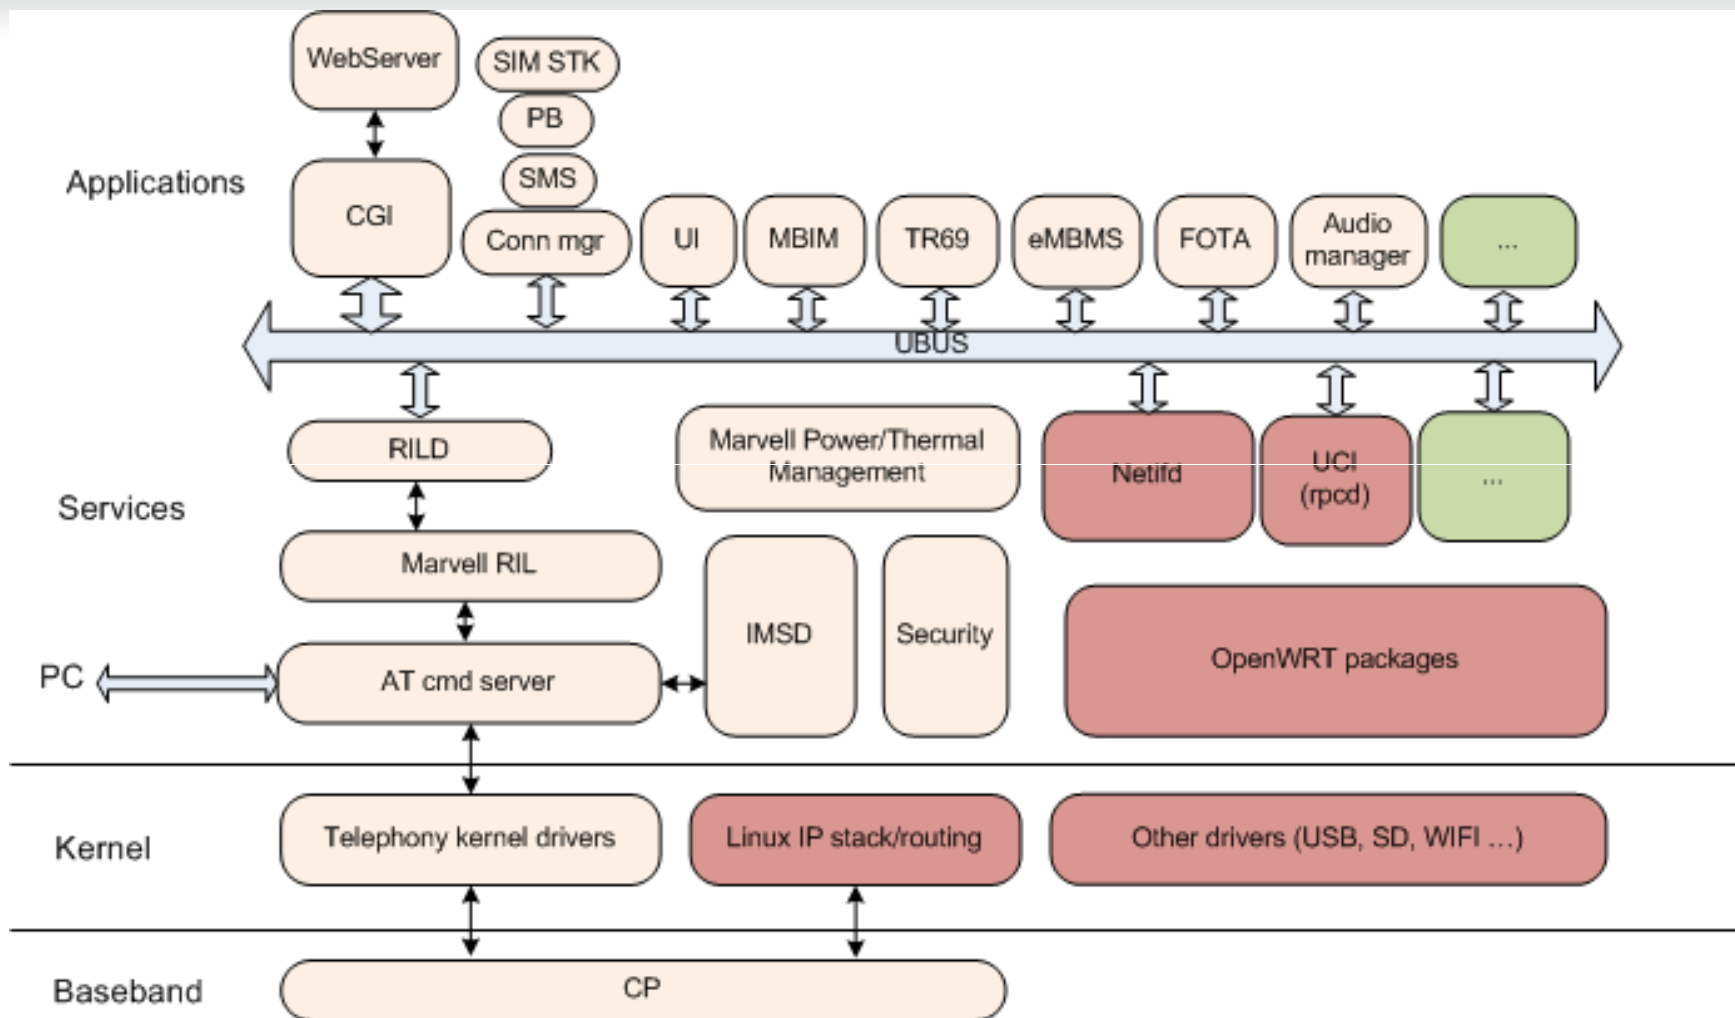 WebServer
SIM STK
PB
SMS
Applications
CGI
Conn mgr
UI
MBIM
TR69
eMBMS
FOTA
Audio
manager
...
UBUS
RILD
Marvell Power/Thermal
Management
Netifd
UCI
(rpcd)
...
Services
Marvell RIL
IMSD
Security
OpenWRT packages
PC
AT cmd server
Kernel
Telephony kernel drivers
Linux IP stack/routing
Other drivers (USB, SD, WIFI ...)
Baseband
CP